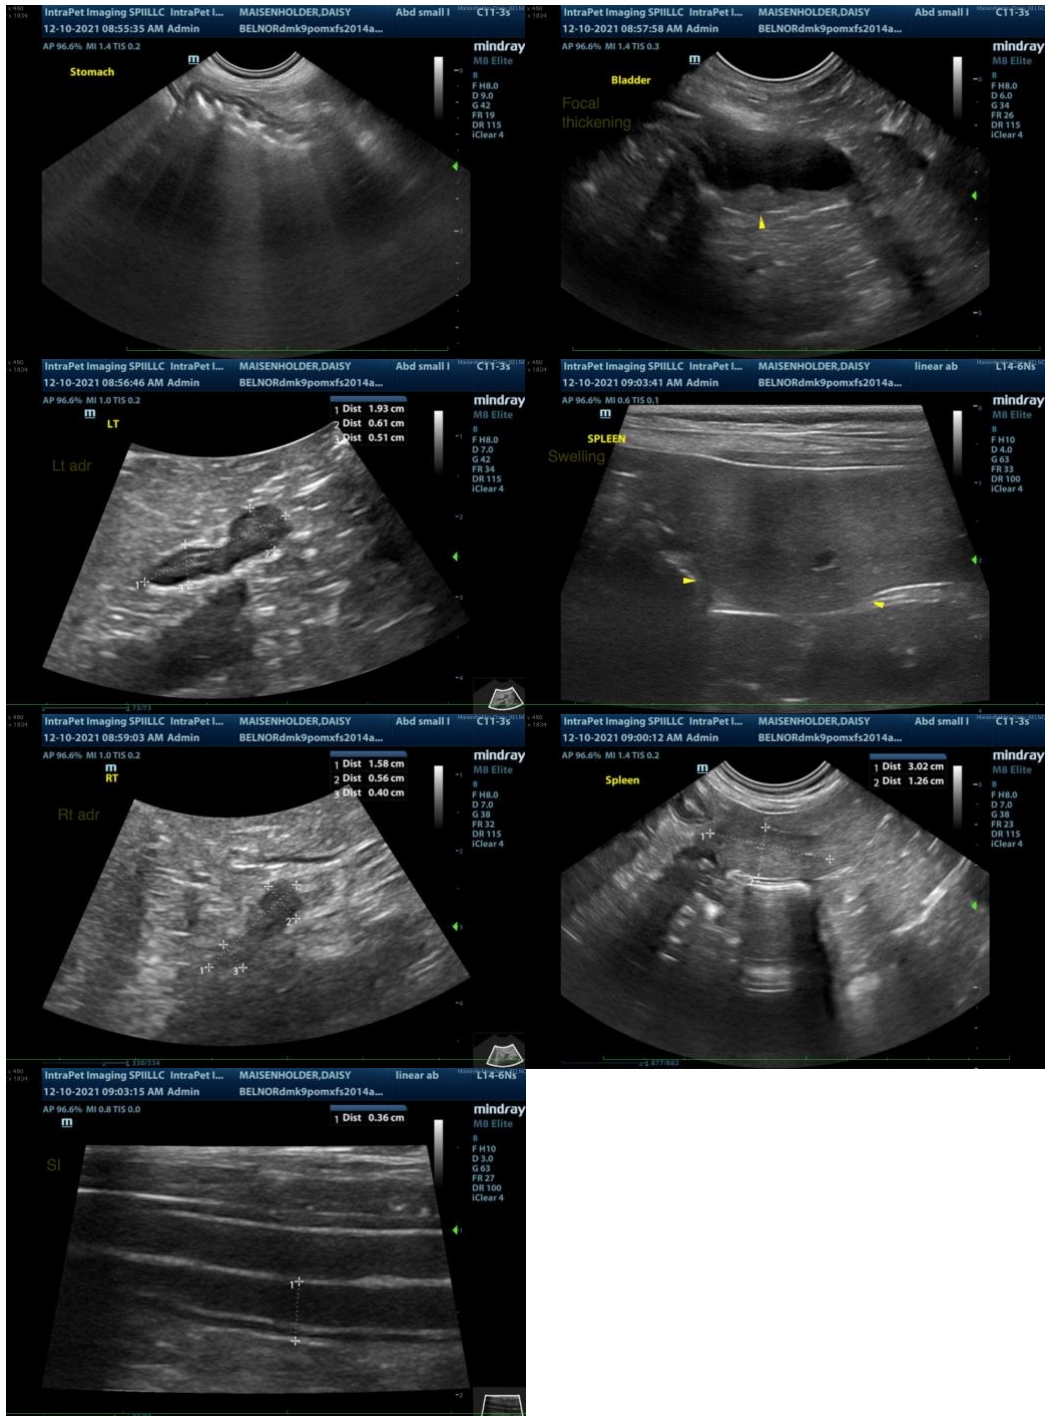 IntraPet Imaging SPIILLC IntraPet I... MAISENHOLDER,DAISY Abd small I C11-3s
12-10-2021 08:55:35 AM Admin BELNORdmk9pomxfs2014a...
AP 96.6% MI 1.4 TIS 0.2
mindray
M8 Elite
Stomach
B
F H8.0
D 9.0
G 42
FR 19
DR 115
iClear 4
IntraPet Imaging SPIILLC IntraPet I... MAISENHOLDER,DAISY Abd small I C11-3s
12-10-2021 08:57:58 AM Admin BELNORdmk9pomxfs2014a...
AP 96.6% MI 1.4 TIS 0.3
mindray
M8 Elite
Bladder
Focal
thickening
B
F H8.0
D 6.0
G 34
FR 26
DR 115
iClear 4
IntraPet Imaging SPIILLC IntraPet I... MAISENHOLDER,DAISY Abd small I C11-3s
12-10-2021 08:56:46 AM Admin BELNORdmk9pomxfs2014a...
AP 96.6% MI 1.0 TIS 0.2
mindray
M8 Elite
LT
Lt adr
1 Dist 1.93 cm
2 Dist 0.61 cm
3 Dist 0.51 cm
B
F H8.0
D 7.0
G 42
FR 34
DR 115
iClear 4
IntraPet Imaging SPIILLC IntraPet I... MAISENHOLDER,DAISY linear ab L14-6Ns
12-10-2021 09:03:41 AM Admin BELNORdmk9pomxfs2014a...
AP 96.6% MI 0.6 TIS 0.1
mindray
M8 Elite
SPLEEN
Swelling
B
F H10
D 4.0
G 63
FR 33
DR 100
iClear 4
IntraPet Imaging SPIILLC IntraPet I... MAISENHOLDER,DAISY Abd small I C11-3s
12-10-2021 08:59:03 AM Admin BELNORdmk9pomxfs2014a...
AP 96.6% MI 1.0 TIS 0.2
mindray
M8 Elite
RT
Rt adr
1 Dist 1.58 cm
2 Dist 0.56 cm
3 Dist 0.40 cm
B
F H8.0
D 7.0
G 38
FR 32
DR 115
iClear 4
IntraPet Imaging SPIILLC IntraPet I... MAISENHOLDER,DAISY Abd small I C11-3s
12-10-2021 09:00:12 AM Admin BELNORdmk9pomxfs2014a...
AP 96.6% MI 1.4 TIS 0.2
mindray
M8 Elite
Spleen
1 Dist 3.02 cm
2 Dist 1.26 cm
B
F H8.0
D 7.0
G 38
FR 23
DR 115
iClear 4
IntraPet Imaging SPIILLC IntraPet I... MAISENHOLDER,DAISY linear ab L14-6Ns
12-10-2021 09:03:15 AM Admin BELNORdmk9pomxfs2014a...
AP 96.6% MI 0.8 TIS 0.0
mindray
M8 Elite
SI
1 Dist 0.36 cm
B
F H10
D 3.0
G 63
FR 27
DR 100
iClear 4